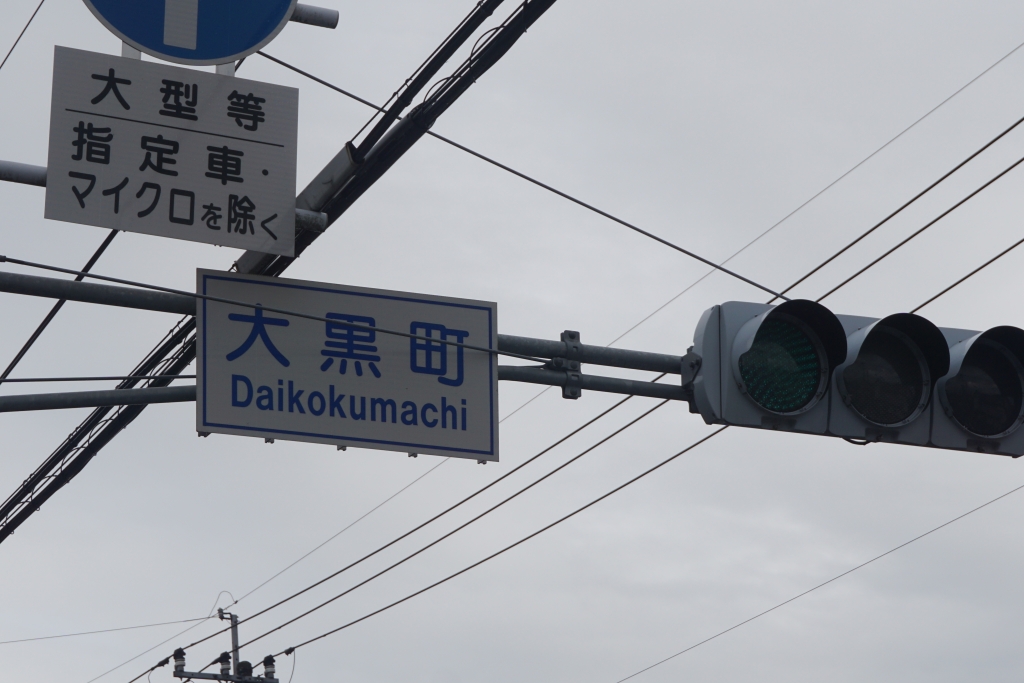 大型等
指定車・
マイクロを除く
大黒町
Daikokumachi